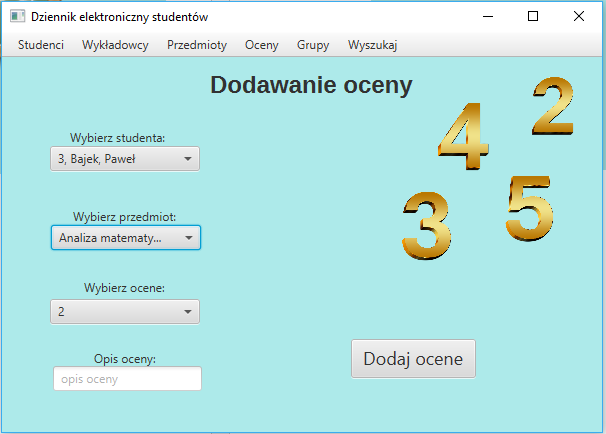 Dziennik elektroniczny studentów
Studenci Wykładowcy Przedmioty Oceny Grupy Wyszukaj
Dodawanie oceny
4 2
3 5
Wybierz studenta:
3, Bajek, Paweł
Wybierz przedmiot:
Analiza matematy...
Wybierz ocene:
2
Opis oceny:
opis oceny
Dodaj ocene